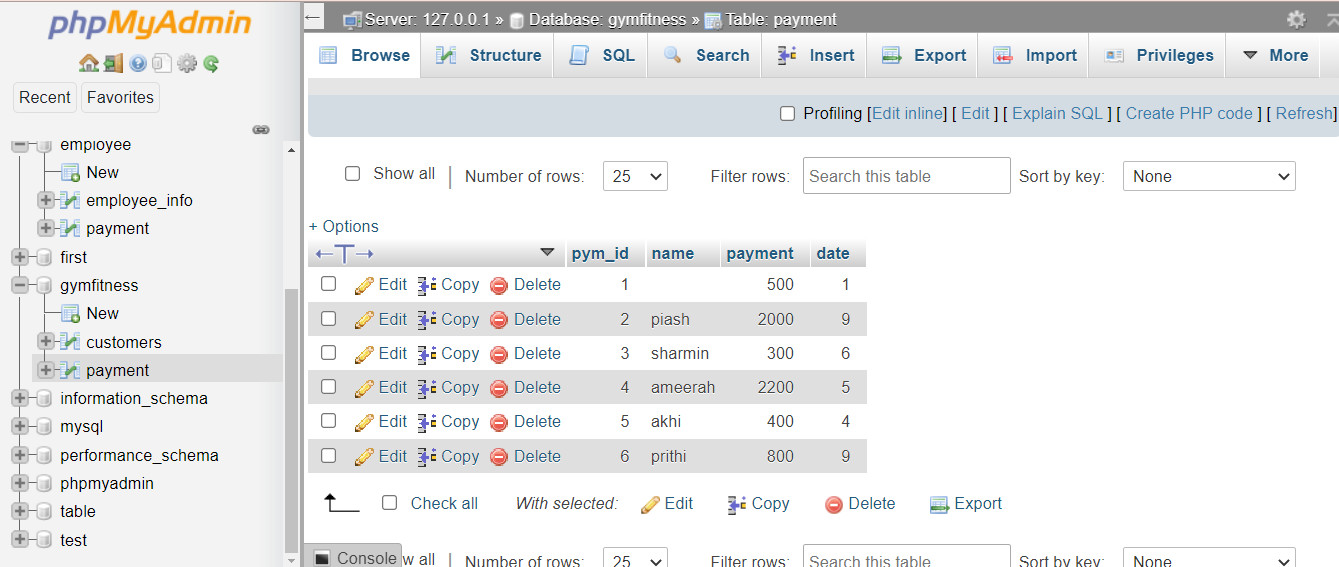 phpMyAdmin
Recent Favorites
employee
New
employee_info
payment
first
gymfitness
New
customers
payment
information_schema
mysql
performance_schema
phpmyadmin
table
test
Server: 127.0.0.1 » Database: gymfitness » Table: payment
Browse Structure SQL Search Insert Export Import Privileges More
Profiling [Edit inline] [ Edit ] [ Explain SQL ] [ Create PHP code ] [ Refresh]
Show all | Number of rows: 25 Filter rows: Search this table Sort by key: None
+ Options
←T→ pym_id name payment date
Edit Copy Delete 1 500 1
Edit Copy Delete 2 piash 2000 9
Edit Copy Delete 3 sharmin 300 6
Edit Copy Delete 4 ameerah 2200 5
Edit Copy Delete 5 akhi 400 4
Edit Copy Delete 6 prithi 800 9
Check all With selected: Edit Copy Delete Export
Console w all | Number of rows: 25 Filter rows: Search this table Sort by key: None